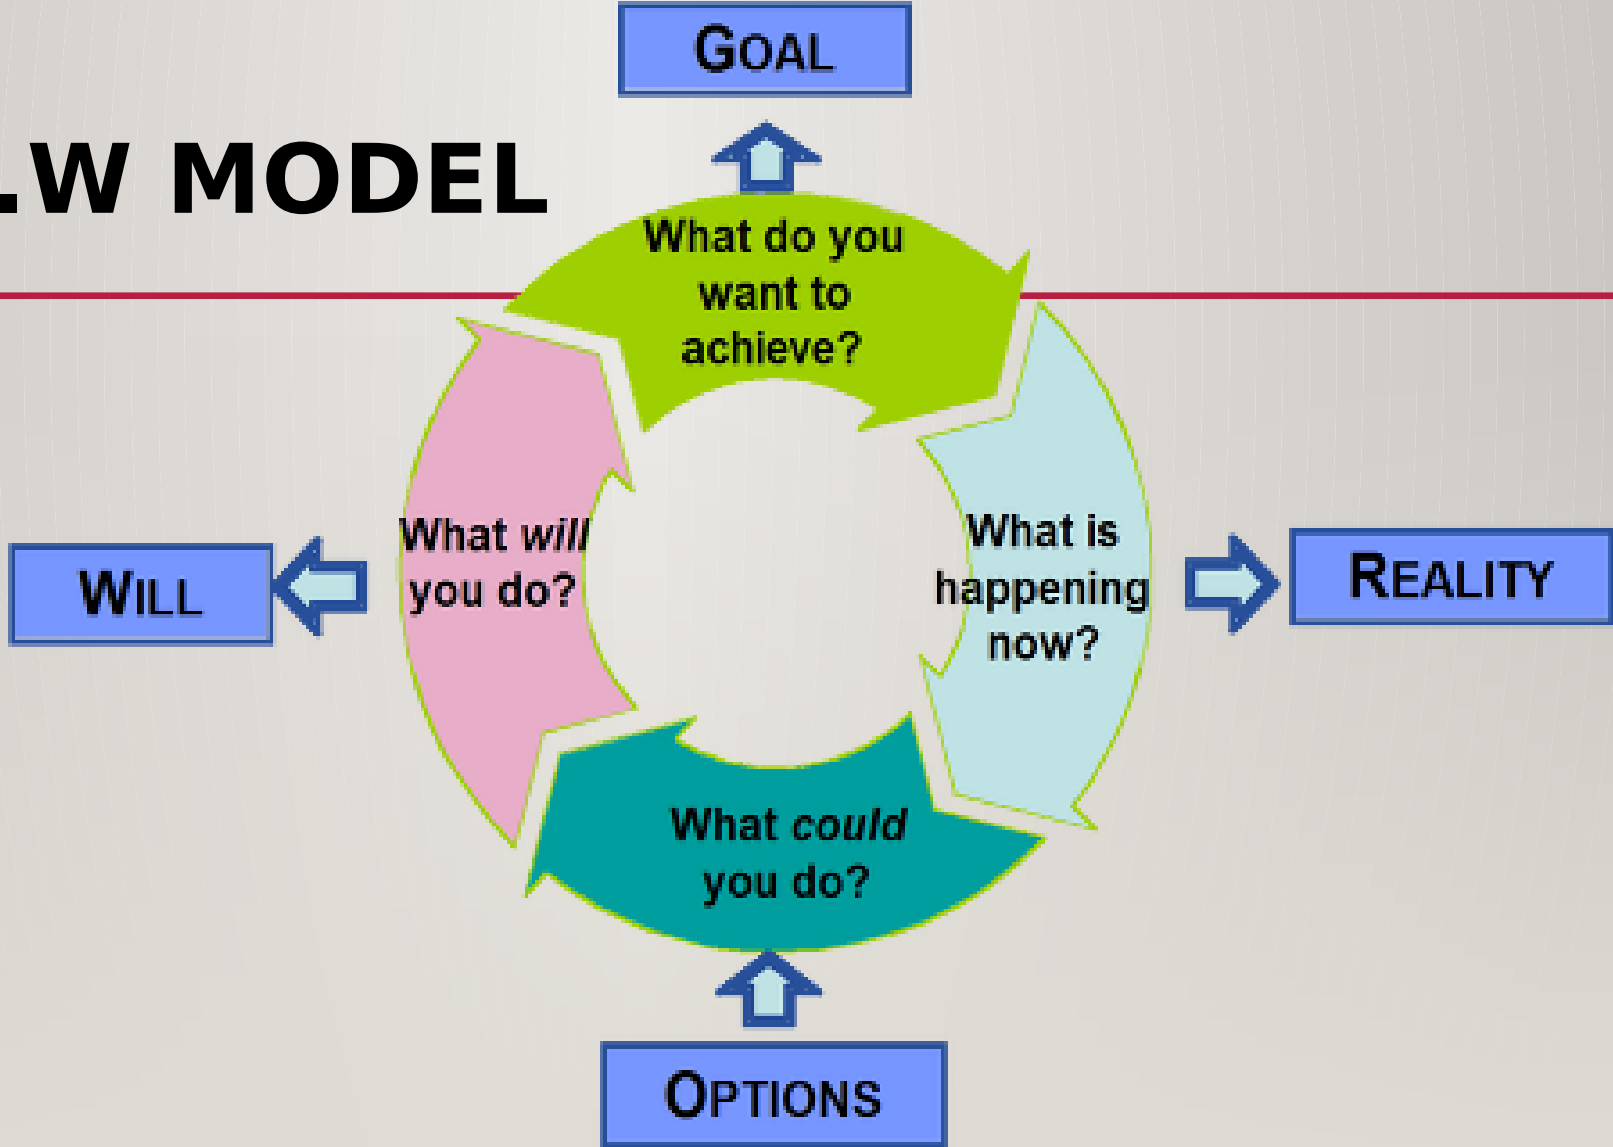 GOAL
.W MODEL
What do you
want to
achieve?
What will
you do?
What is
happening
now?
WILL
REALITY
What could
you do?
OPTIONS